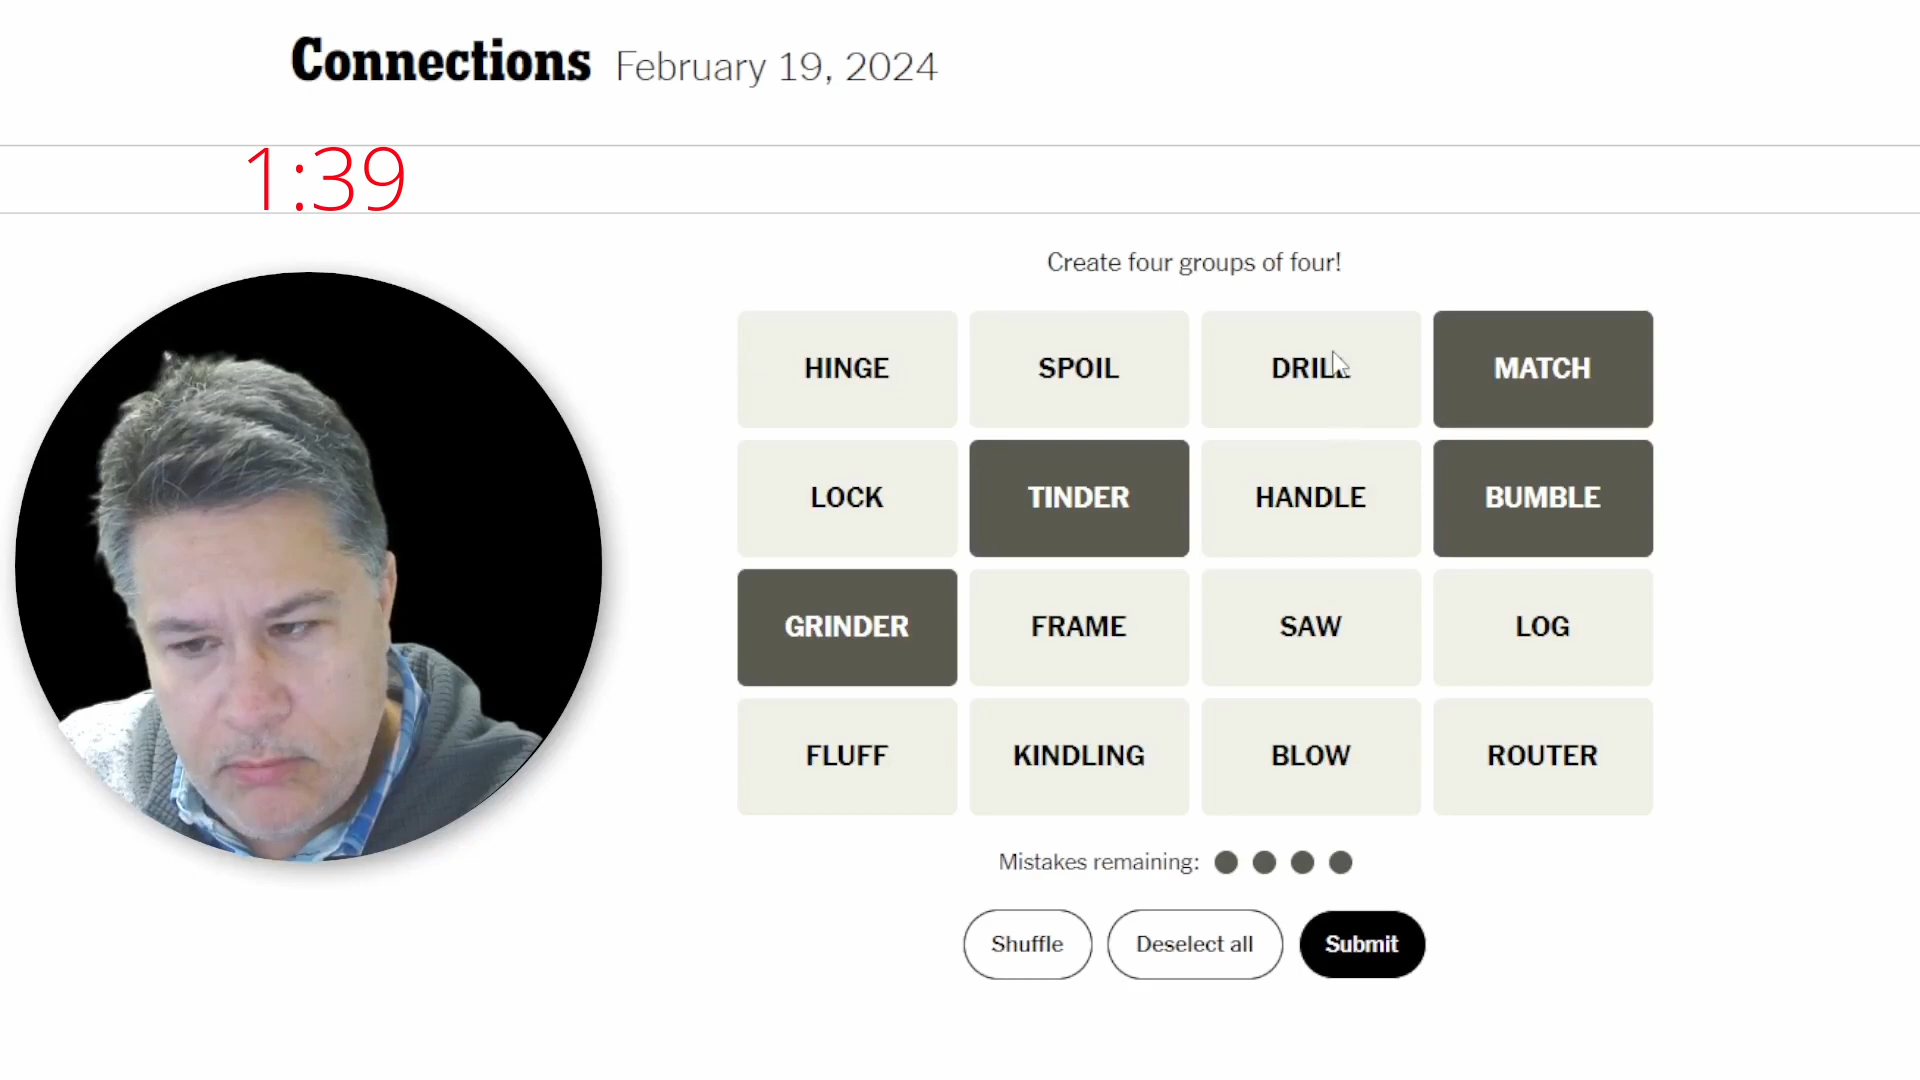 Connections February 19, 2024
1:39
Create four groups of four!
HINGE SPOIL DRILL MATCH
LOCK TINDER HANDLE BUMBLE
GRINDER FRAME SAW LOG
FLUFF KINDLING BLOW ROUTER
Mistakes remaining:
Shuffle Deselect all Submit